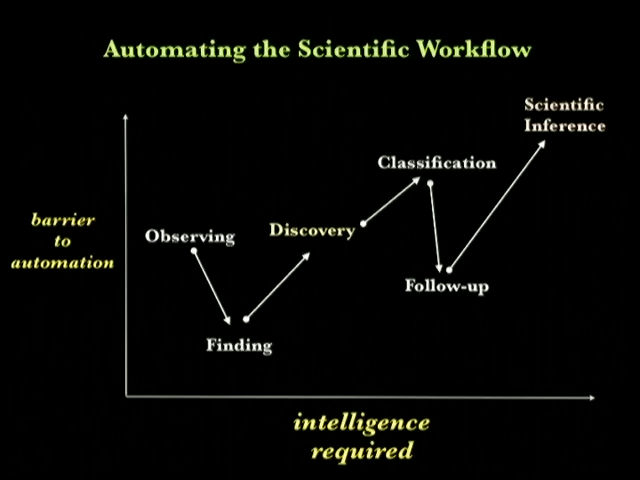 Automating the Scientific Workflow
Scientific
Inference
Classification
barrier
to
automation
Observing
Discovery
Follow-up
Finding
intelligence
required